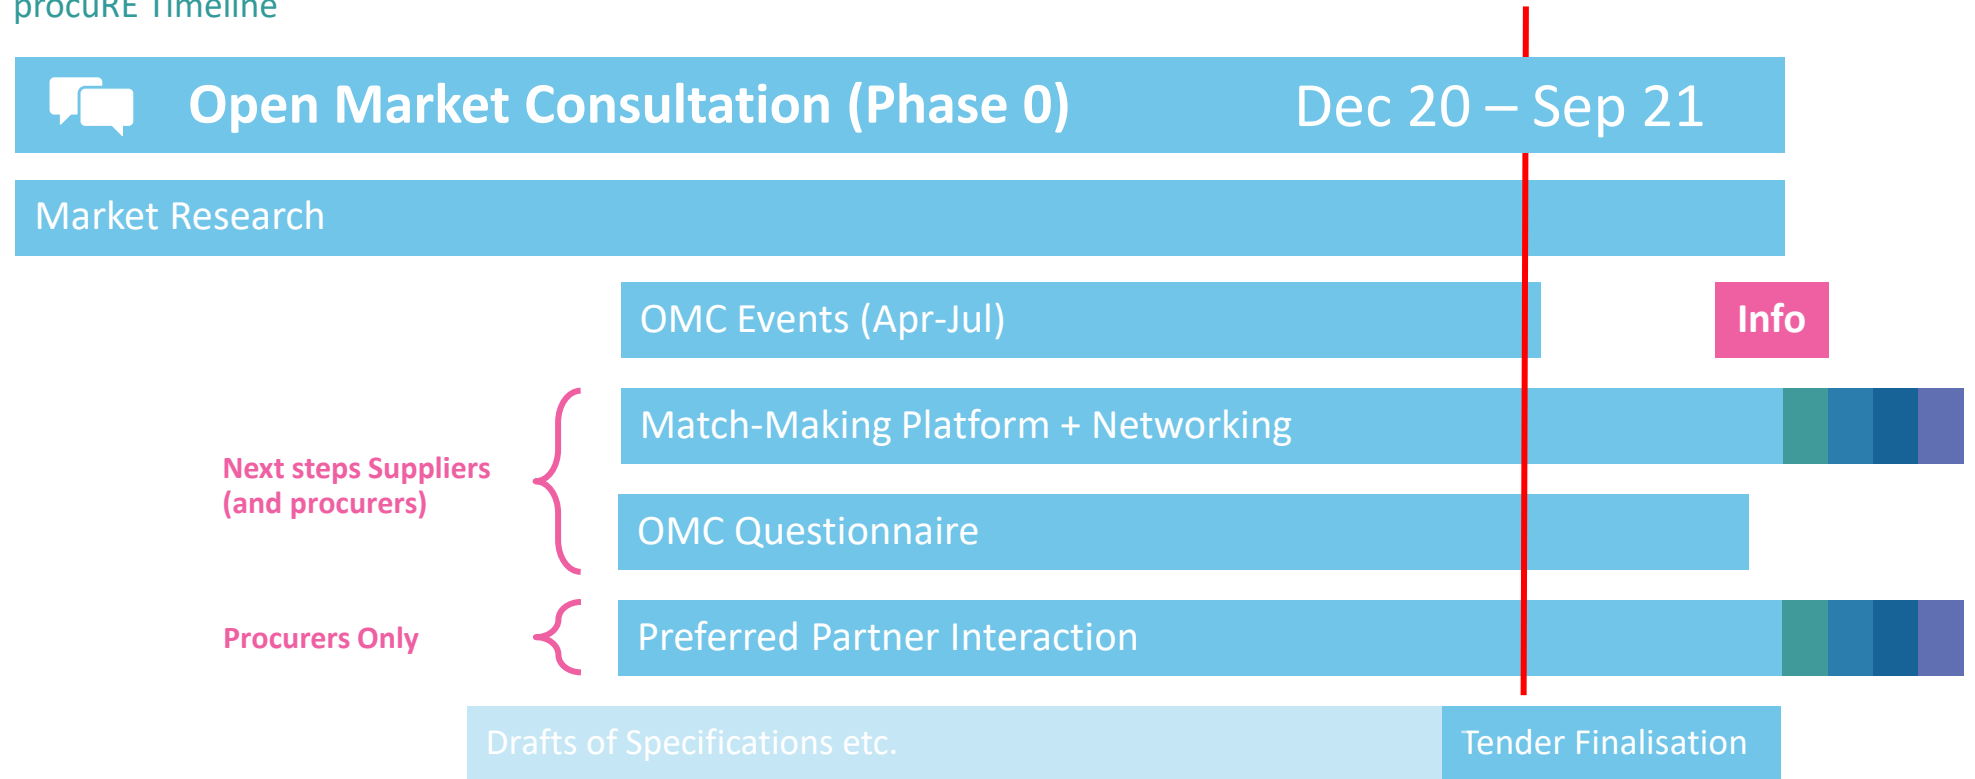 procuRE Timeline
Open Market Consultation (Phase 0) Dec 20 – Sep 21
Market Research
OMC Events (Apr-Jul)
Info
Match-Making Platform + Networking
Next steps Suppliers
(and procurers)
OMC Questionnaire
Procurers Only
Preferred Partner Interaction
Drafts of Specifications etc.
Tender Finalisation